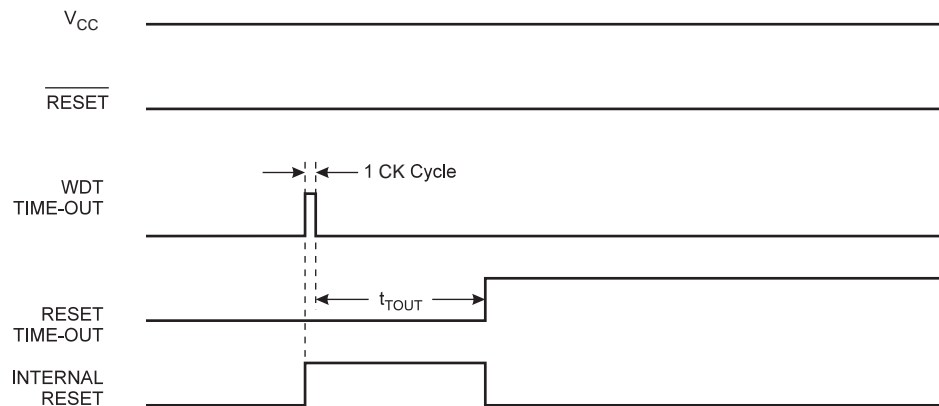 VCC
RESET
WDT
TIME-OUT
1 CK Cycle
RESET
TIME-OUT
tTOUT
INTERNAL
RESET